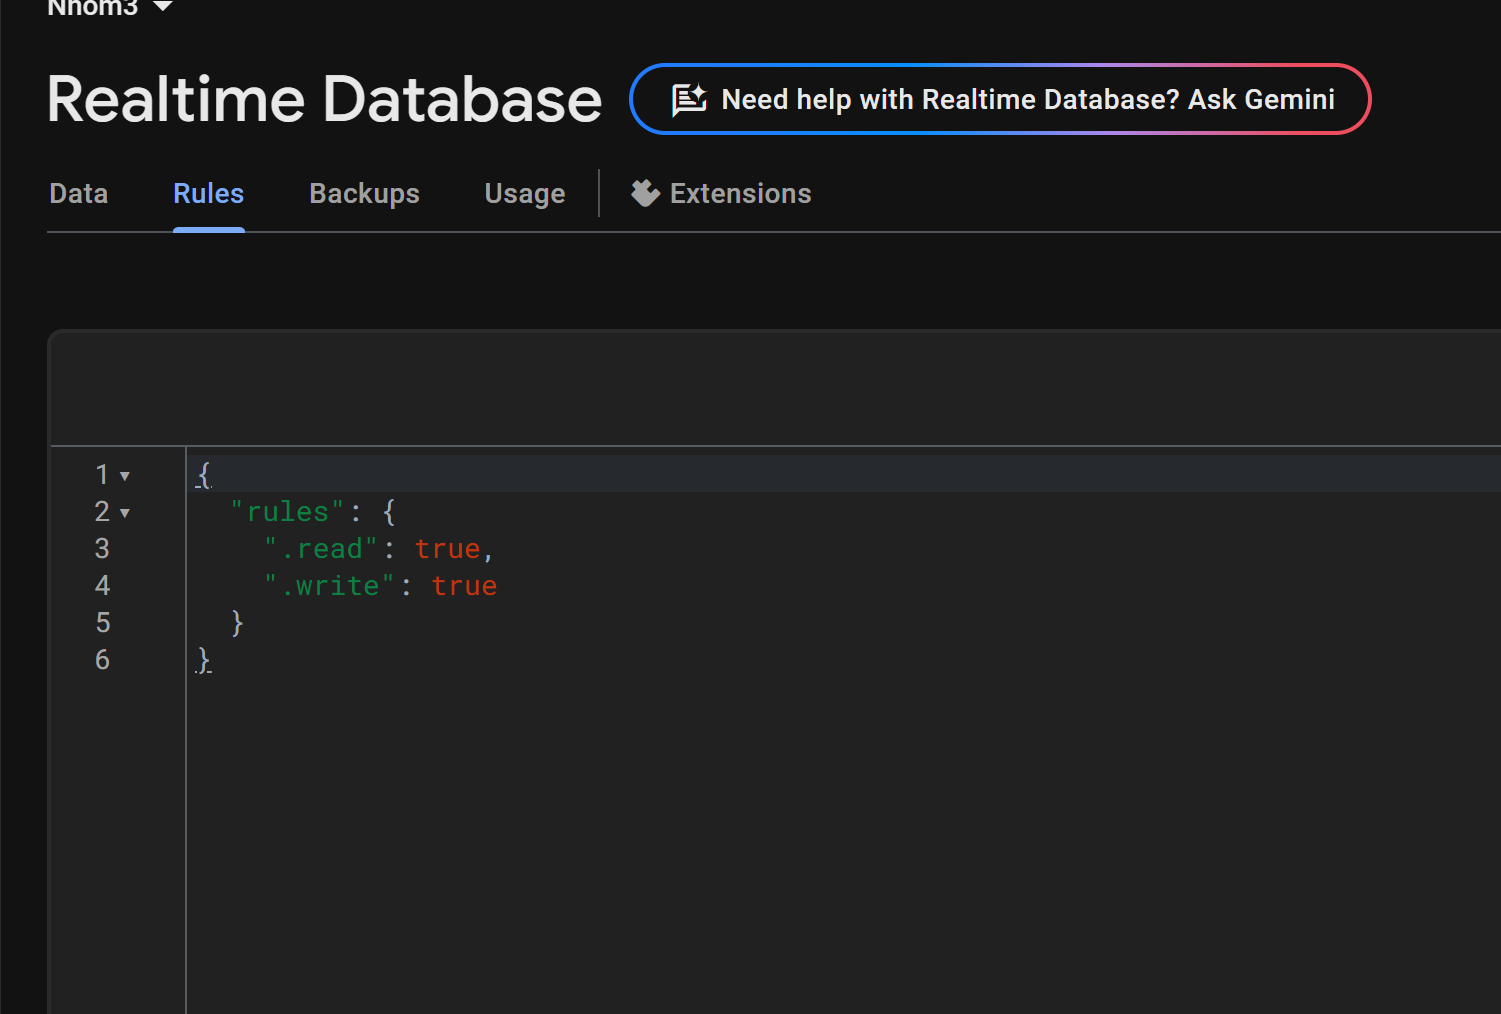 Nhom3
Realtime Database
Need help with Realtime Database? Ask Gemini
Data Rules Backups Usage Extensions
1 {
2 "rules": {
3 ".read": true,
4 ".write": true
5 }
6 }